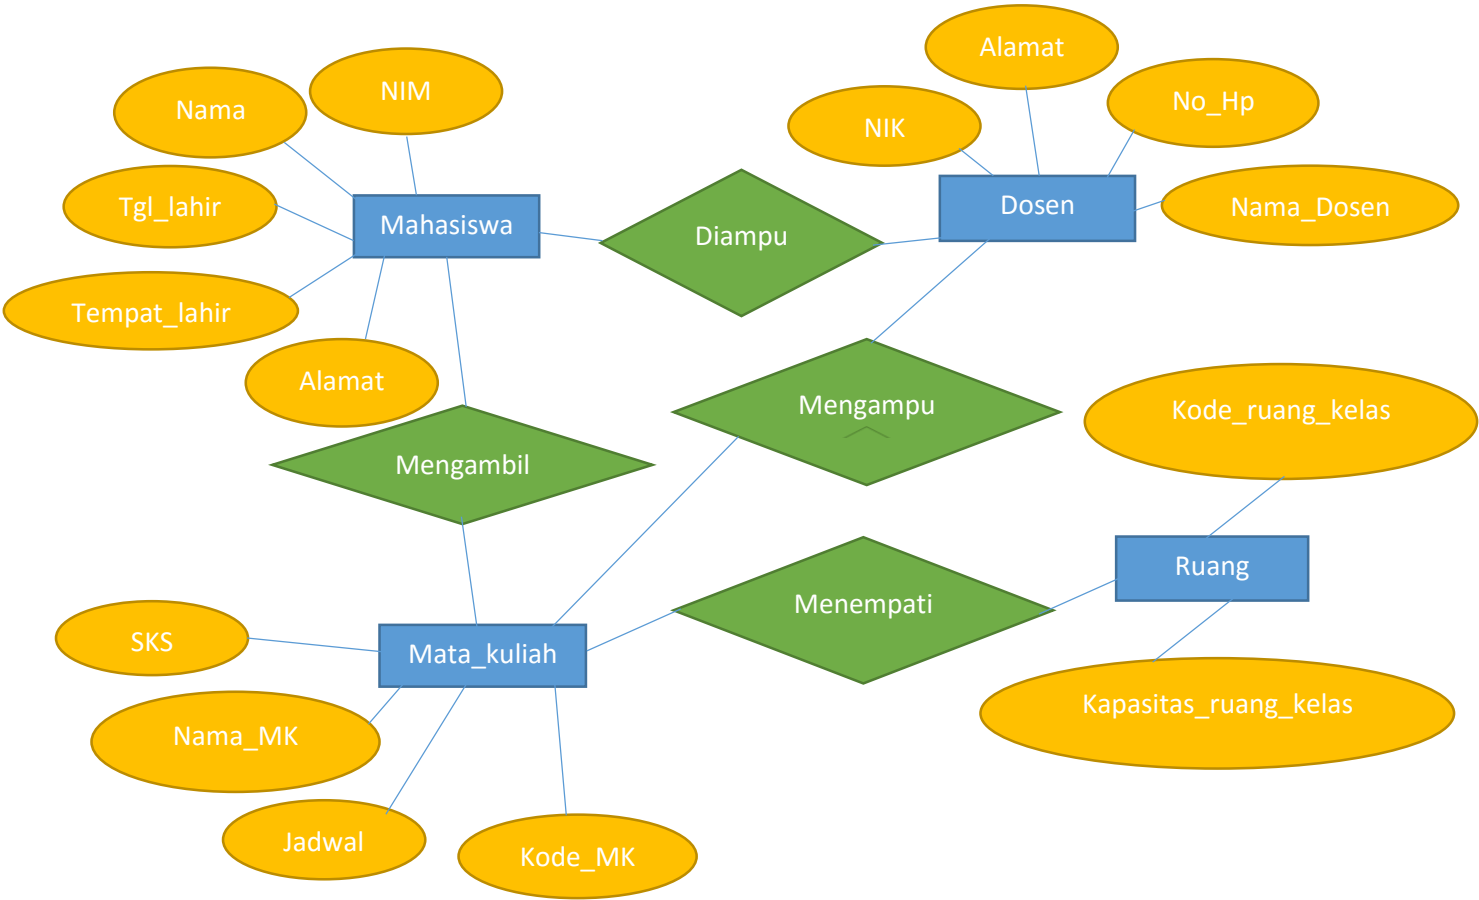 Alamat
NIM
Nama
No_Hp
NIK
Tgl_lahir
Mahasiswa
Diampu
Dosen
Nama_Dosen
Tempat_lahir
Alamat
Mengampu
Kode_ruang_kelas
Mengambil
Ruang
Menempati
SKS
Mata_kuliah
Nama_MK
Kapasitas_ruang_kelas
Jadwal
Kode_MK